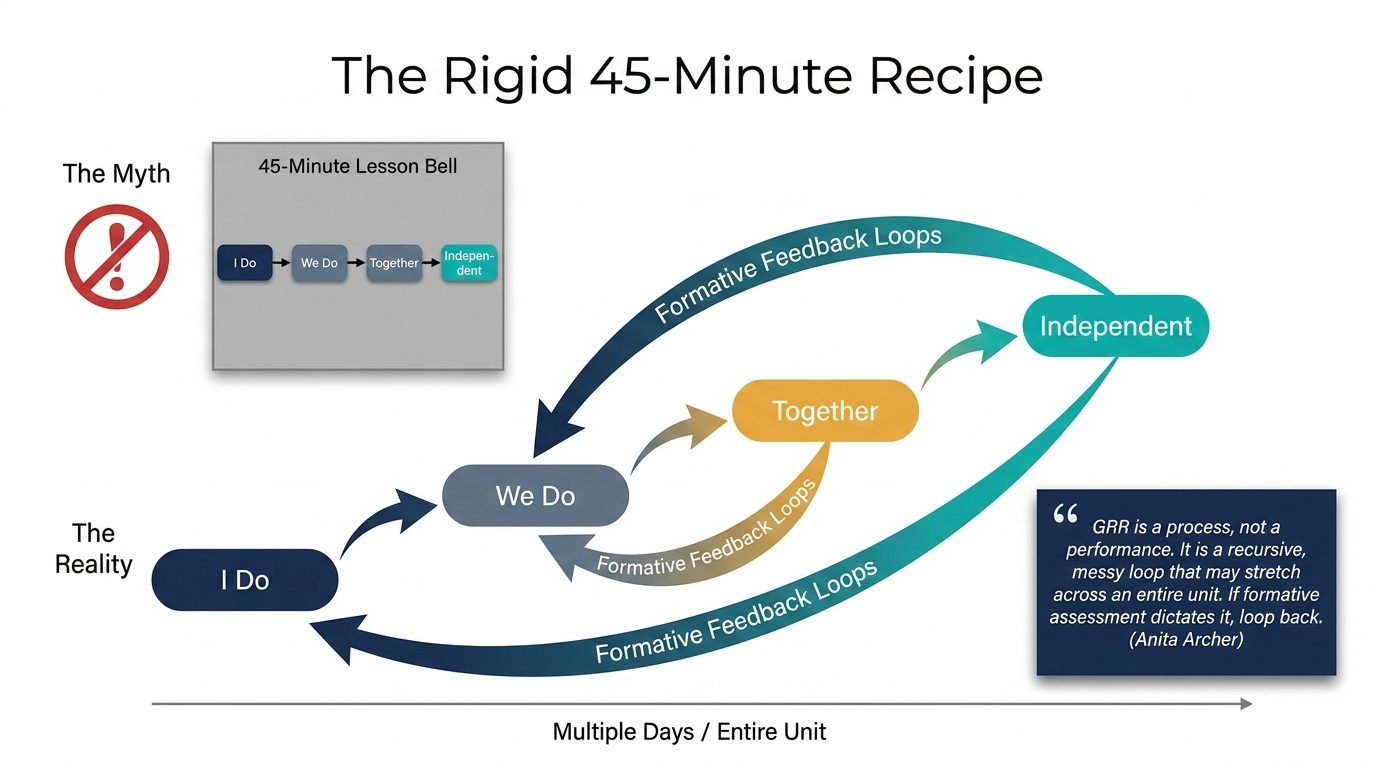 The Rigid 45-Minute Recipe
The Myth
45-Minute Lesson Bell
I Do
We Do
Together
Indepen-
dent
Formative Feedback Loops
Independent
Together
We Do
Formative Feedback Loops
The
Reality
I Do
Formative Feedback Loops
“
GRR is a process, not a
performance. It is a recursive,
messy loop that may stretch
across an entire unit. If formative
assessment dictates it, loop back.
(Anita Archer)
Multiple Days / Entire Unit